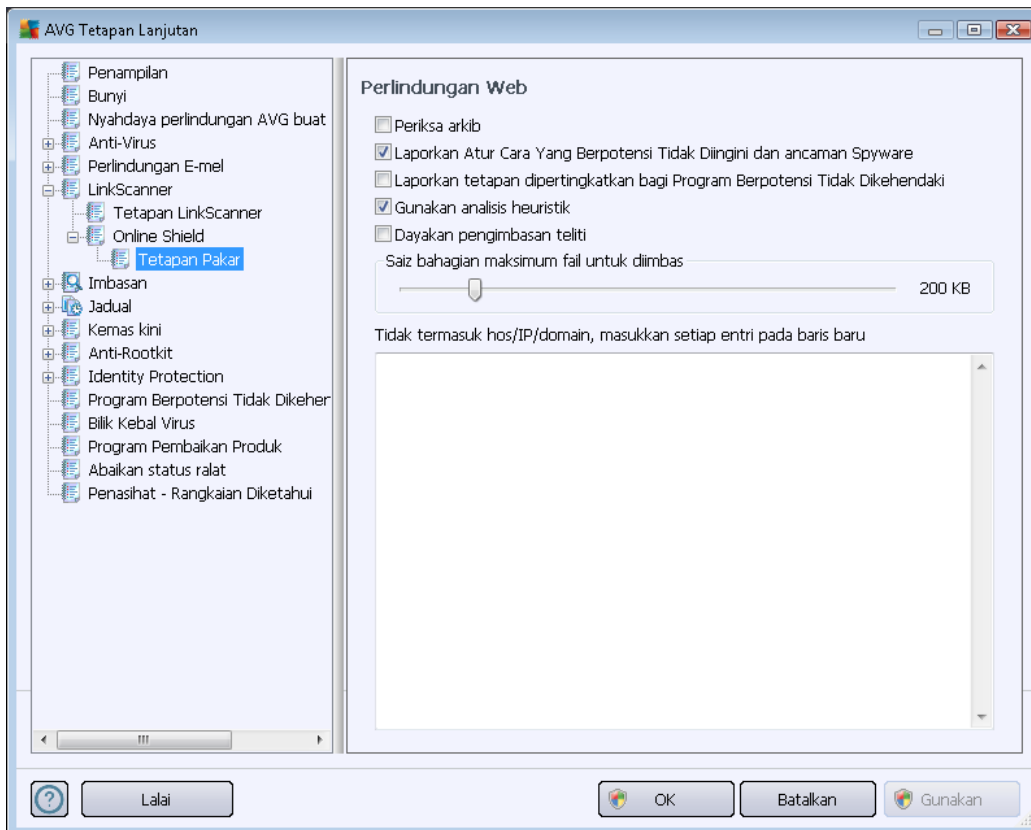 AVG Tetapan Lanjutan
Penampilan
Bunyi
Nyahdaya perlindungan AVG buat
Anti-Virus
Perlindungan E-mel
LinkScanner
Tetapan LinkScanner
Online Shield
Tetapan Pakar
Imbasan
Jadual
Kemas kini
Anti-Rootkit
Identity Protection
Program Berpotensi Tidak Dikeher
Bilik Kebal Virus
Program Pembaikan Produk
Abaikan status ralat
Penasihat - Rangkaian Diketahui
Perlindungan Web
Periksa arkib
Laporkan Atur Cara Yang Berpotensi Tidak Diingini dan ancaman Spyware
Laporkan tetapan dipertingkatkan bagi Program Berpotensi Tidak Dikehendaki
Gunakan analisis heuristik
Dayakan pengimbasan teliti
Saiz bahagian maksimum fail untuk diimbas
200 KB
Tidak termasuk hos/IP/domain, masukkan setiap entri pada baris baru
?
Lalai
OK
Batalkan
Gunakan